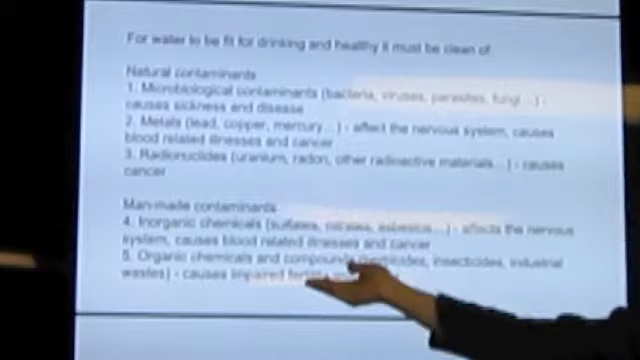 For water to be fit for drinking and healthy it must be clean of:
Natural contaminants
1. Microbiological contaminants (bacteria, viruses, parasites, fungi...) -
causes sickness and disease
2. Metals (lead, copper, mercury...) - affect the nervous system, causes
blood related illnesses and cancer
3. Radionuclides (uranium, radon, other radioactive materials...) - causes
cancer
Man-made contaminants
4. Inorganic chemicals (sulfates, nitrates, asbestos...) - affects the nervous
system, causes blood related illnesses and cancer
5. Organic chemicals and compounds insecticides, industrial
wastes) - causes impaired